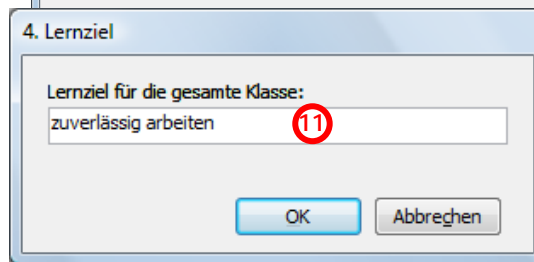 4. Lernziel
Lernziel für die gesamte Klasse:
zuverlässig arbeiten 11
OK Abbrechen